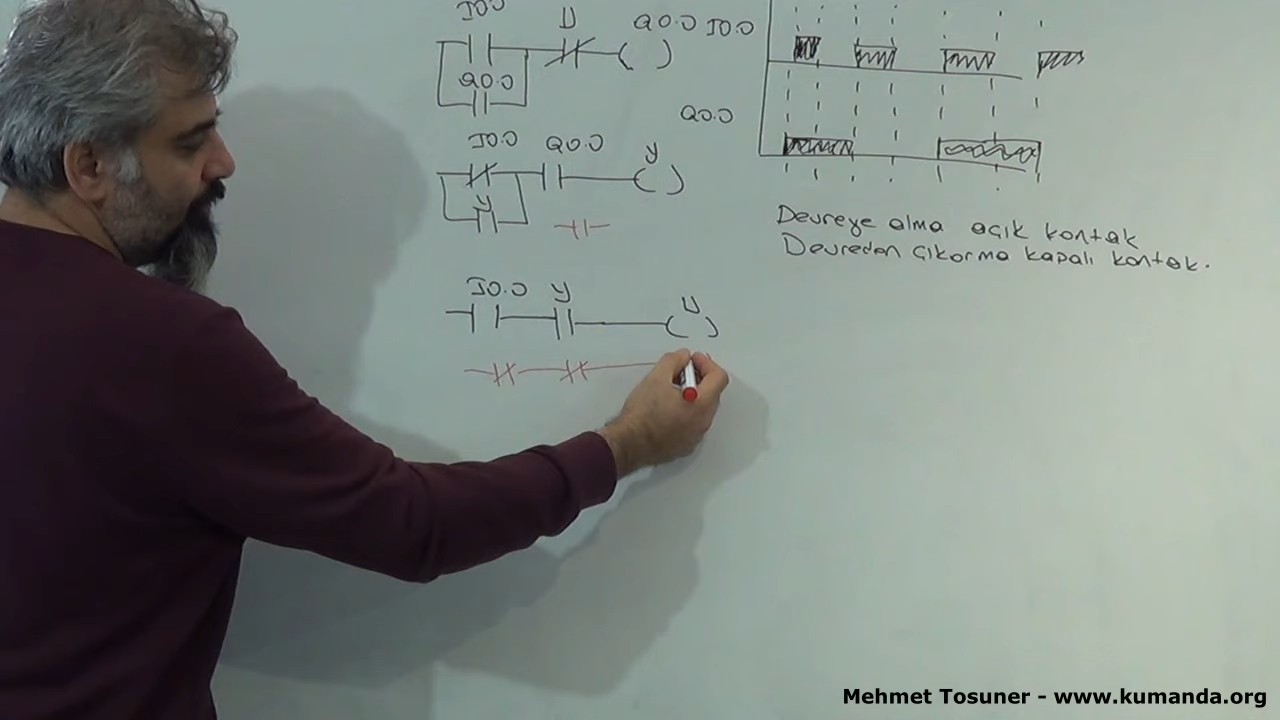 I0.0 U Q0.0
Q0.0
I0.0 Q0.0 y
y
I0.0 y U
I0.0
Q0.0
Devreye alma açık kontak
Devreden çıkarma kapalı kontak.
Mehmet Tosuner - www.kumanda.org